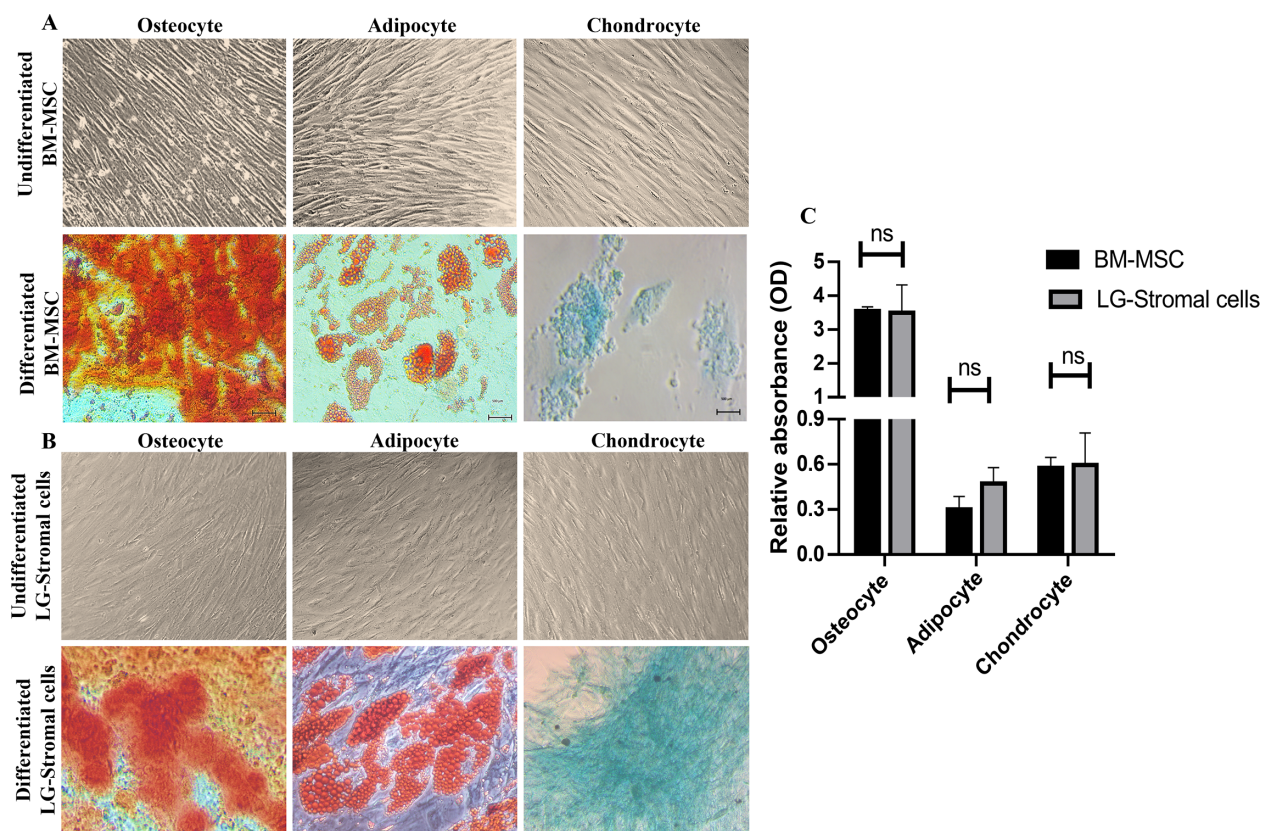 A
Osteocyte
Adipocyte
Chondrocyte
Undifferentiated
BM-MSC
Differentiated
BM-MSC
B
Osteocyte
Adipocyte
Chondrocyte
Undifferentiated
LG-Stromal cells
Differentiated
LG-Stromal cells
C
ns
ns
ns
BM-MSC
LG-Stromal cells
Relative absorbance (OD)
5
4
3
2
1
0.9
0.6
0.3
0.0
Osteocyte
Adipocyte
Chondrocyte